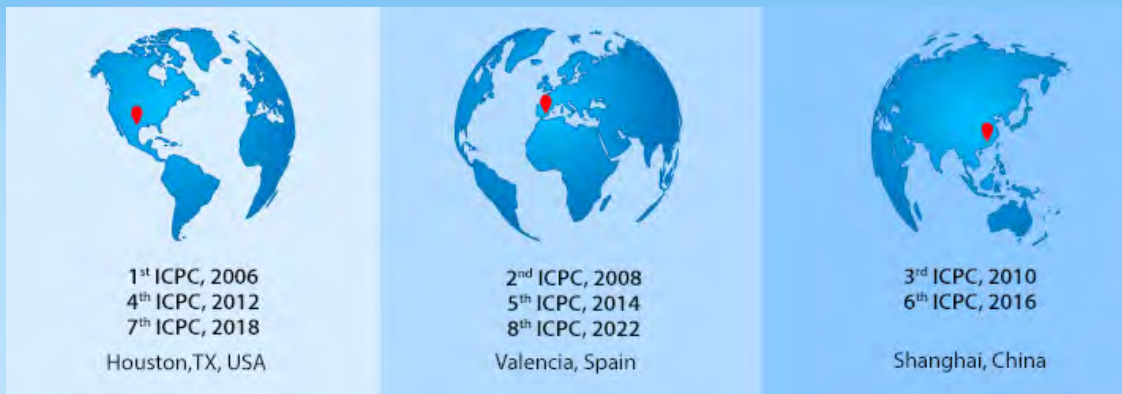 1st ICPC, 2006
4th ICPC, 2012
7th ICPC, 2018
Houston,TX, USA
2nd ICPC, 2008
5th ICPC, 2014
8th ICPC, 2022
Valencia, Spain
3rd ICPC, 2010
6th ICPC, 2016
Shanghai, China